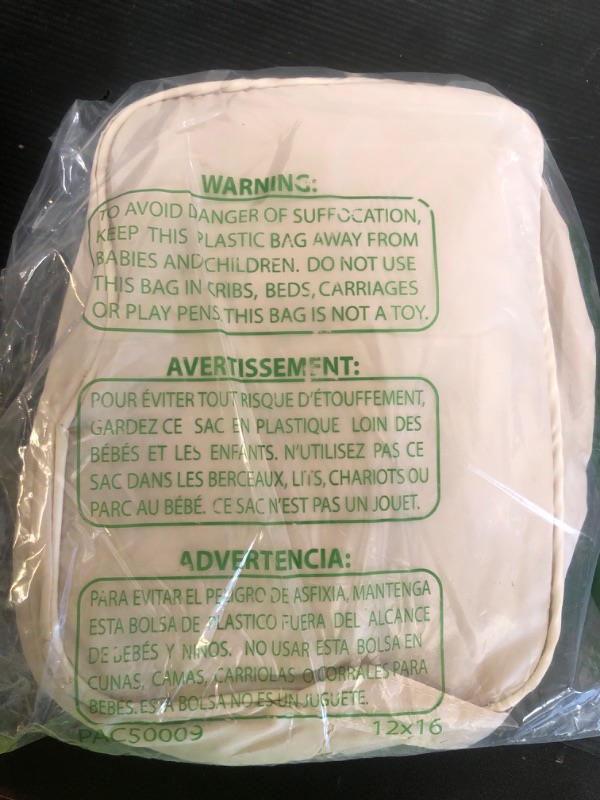 WARNING:
TO AVOID DANGER OF SUFFOCATION,
KEEP THIS PLASTIC BAG AWAY FROM
BABIES AND CHILDREN. DO NOT USE
THIS BAG IN CRIBS, BEDS, CARRIAGES
OR PLAY PENS. THIS BAG IS NOT A TOY.
AVERTISSEMENT:
POUR ÉVITER TOUT RISQUE D'ÉTOUFFEMENT,
GARDEZ CE SAC EN PLASTIQUE LOIN DES
BÉBÉS ET LES ENFANTS. N'UTILISEZ PAS CE
SAC DANS LES BERCEAUX, LITS, CHARIOTS OU
PARC AU BÉBÉ. CE SAC N'EST PAS UN JOUET.
ADVERTENCIA:
PARA EVITAR EL PELIGRO DE ASFIXIA, MANTENGA
ESTA BOLSA DE PLASTICO FUERA DEL ALCANCE
DE BEBÉS Y NIÑOS. NO USAR ESTA BOLSA EN
CUNAS, CAMAS, CARRIOLAS O CORRALES PARA
BEBÉS. ESTA BOLSA NO ES UN JUGUETE.
PAC50009 12x16